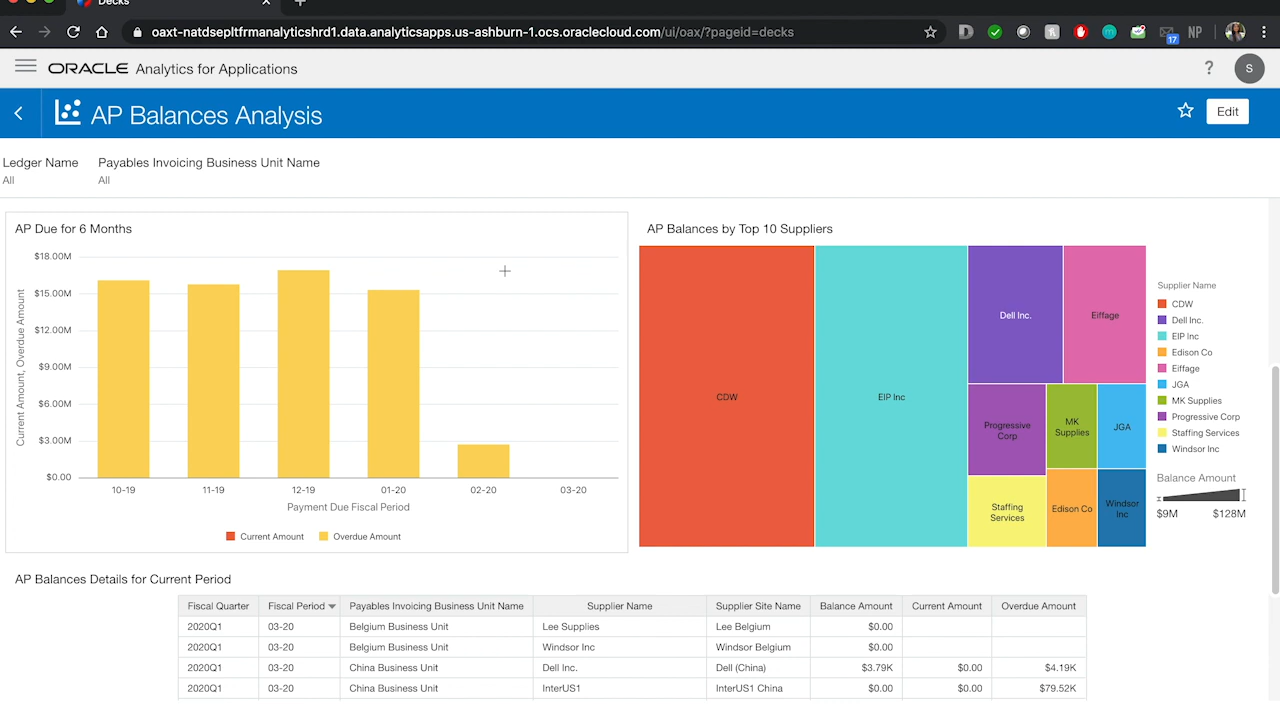 Decks
oaxt-natdsepltfrmanalyticshrd1.data.analyticsapps.us-ashburn-1.ocs.oraclecloud.com/ui/oax/?pageid=decks
D
17
NP
ORACLE Analytics for Applications
?
S
AP Balances Analysis
Edit
Ledger Name
Payables Invoicing Business Unit Name
All
All
AP Due for 6 Months
$18.00M
$15.00M
$12.00M
$9.00M
$6.00M
$3.00M
$0.00
Current Amount, Overdue Amount
10-19 11-19 12-19 01-20 02-20 03-20
Payment Due Fiscal Period
Current Amount Overdue Amount
AP Balances by Top 10 Suppliers
CDW
EIP Inc
Dell Inc.
Eiffage
Progressive
Corp
MK
Supplies
JGA
Staffing
Services
Edison Co
Windsor
Inc
Supplier Name
CDW
Dell Inc.
EIP Inc
Edison Co
Eiffage
JGA
MK Supplies
Progressive Corp
Staffing Services
Windsor Inc
Balance Amount
$9M $128M
AP Balances Details for Current Period
Fiscal Quarter Fiscal Period Payables Invoicing Business Unit Name Supplier Name Supplier Site Name Balance Amount Current Amount Overdue Amount
2020Q1 03-20 Belgium Business Unit Lee Supplies Lee Belgium $0.00
2020Q1 03-20 Belgium Business Unit Windsor Inc Windsor Belgium $0.00
2020Q1 03-20 China Business Unit Dell Inc. Dell (China) $3.79K $0.00 $4.19K
2020Q1 03-20 China Business Unit InterUS1 InterUS1 China $0.00 $0.00 $79.52K